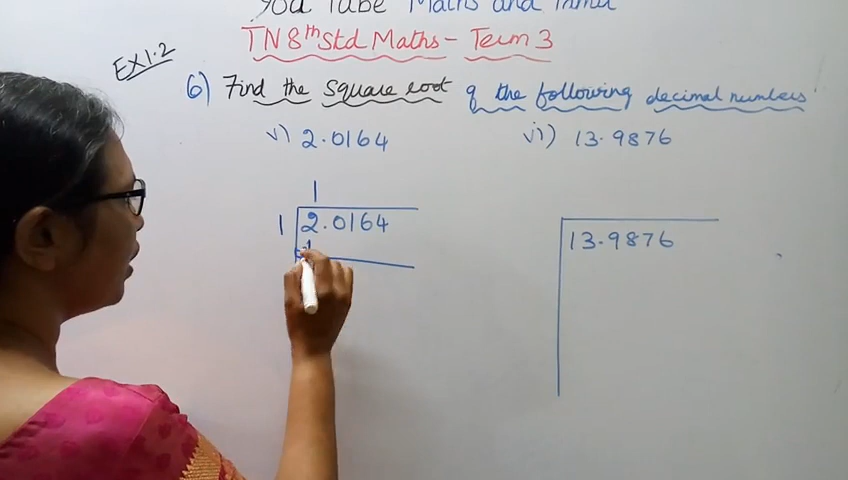 You Tube Maths and Tamil
TN 8th Std Maths - Term 3
EX 1.2
6) Find the square root of the following decimal numbers
v) 2.0164
vi) 13.9876
1
1 2.0164
1
13.9876